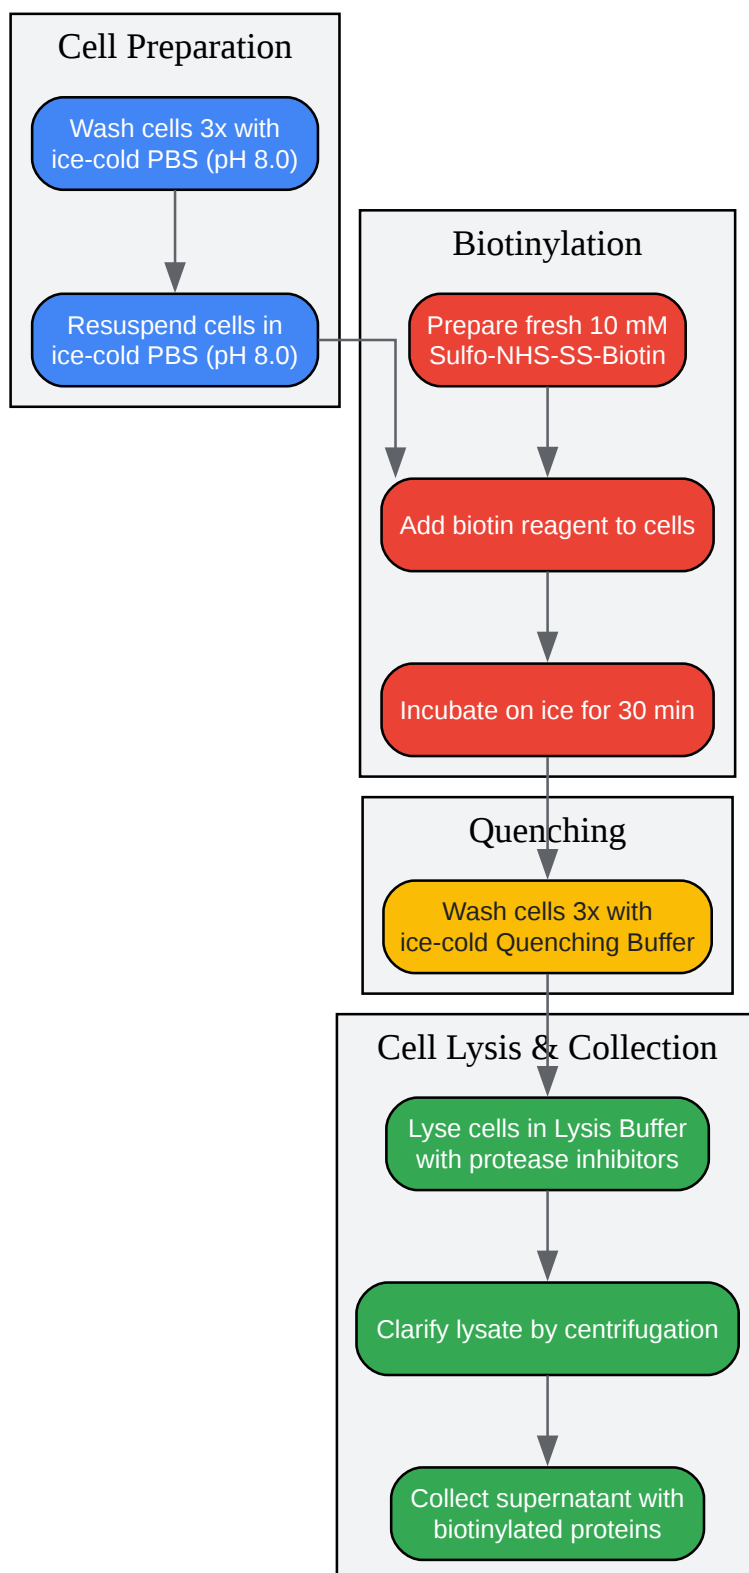 Cell Preparation
Wash cells 3x with
ice-cold PBS (pH 8.0)
Resuspend cells in
ice-cold PBS (pH 8.0)
Biotinylation
Prepare fresh 10 mM
Sulfo-NHS-SS-Biotin
Add biotin reagent to cells
Incubate on ice for 30 min
Quenching
Wash cells 3x with
ice-cold Quenching Buffer
Cell Lysis & Collection
Lyse cells in Lysis Buffer
with protease inhibitors
Clarify lysate by centrifugation
Collect supernatant with
biotinylated proteins